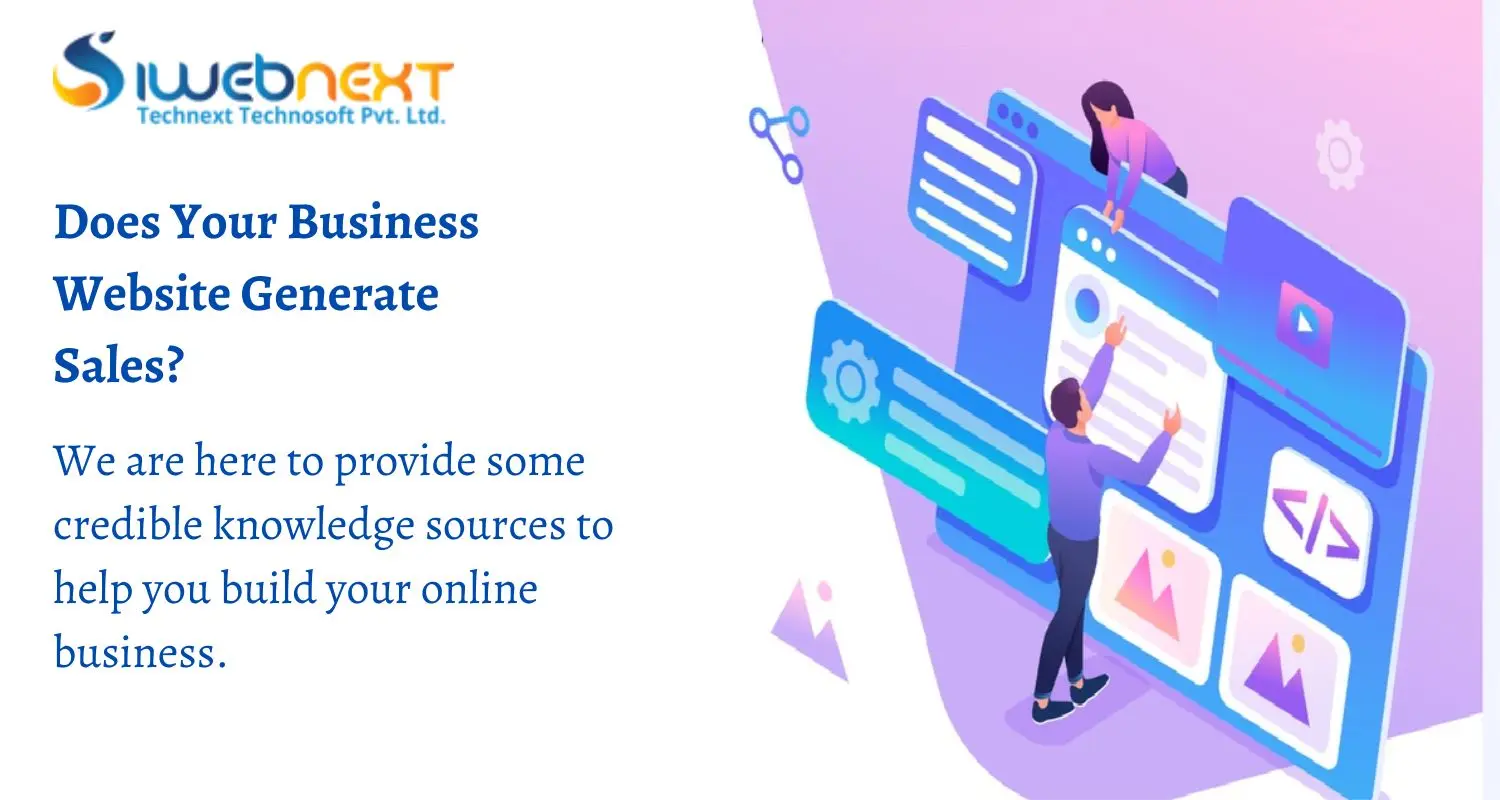 IWEBNEXT
Technext Technosoft Pvt. Ltd.
Does Your Business
Website Generate
Sales?
We are here to provide some
credible knowledge sources to
help you build your online
business.